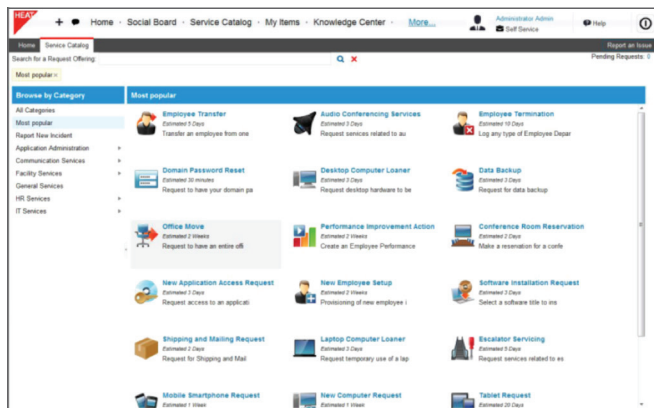 HEAT
Home · Social Board · Service Catalog · My Items · Knowledge Center · More...
Administrator Admin
Self Service
Help
Home Service Catalog
Report an Issue
Search for a Request Offering:
Pending Requests: 0
Most popular ×
Browse by Category
All Categories
Most popular
Report New Incident
Application Administration
Communication Services
Facility Services
General Services
HR Services
IT Services
Most popular
Employee Transfer
Estimated 5 Days
Transfer an employee from one
Audio Conferencing Services
Estimated 3 Days
Request services related to au
Employee Termination
Estimated 10 Days
Log any type of Employee Depar
Domain Password Reset
Estimated 30 minutes
Request to have your domain pa
Desktop Computer Loaner
Estimated 3 Days
Request desktop hardware to be
Data Backup
Estimated 3 Days
Request for data backup
Office Move
Estimated 2 Weeks
Request to have an entire offi
Performance Improvement Action
Estimated 2 Weeks
Create an Employee Performance
Conference Room Reservation
Estimated 2 Days
Make a reservation for a confe
New Application Access Request
Estimated 3 Days
Request access to an applicati
New Employee Setup
Estimated 2 Weeks
Provisioning of new employee i
Software Installation Request
Estimated 3 Days
Select a software title to ins
Shipping and Mailing Request
Estimated 2 Days
Request for Shipping and Mail
Laptop Computer Loaner
Estimated 3 Days
Request temporary use of a lap
Escalator Servicing
Estimated 3 Days
Request services related to es
Mobile Smartphone Request
Estimated 1 Week
New Computer Request
Estimated 1 Week
Tablet Request
Estimated 20 Days